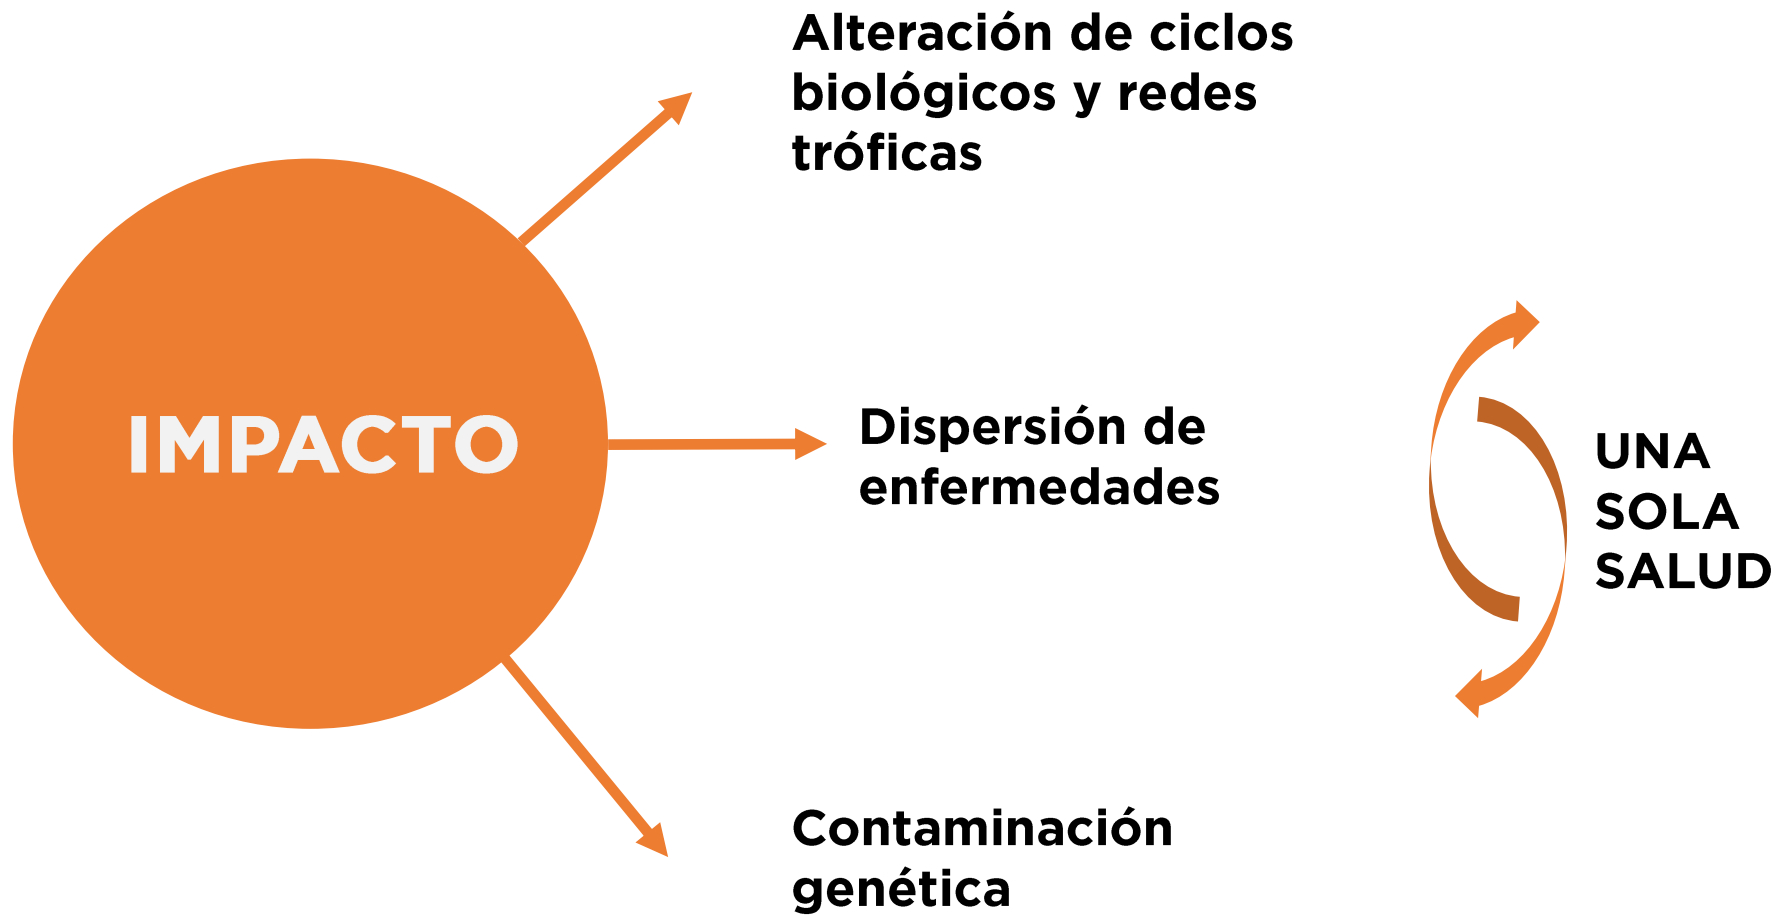 Alteración de ciclos
biológicos y redes
tróficas
IMPACTO
Dispersión de
enfermedades
UNA
SOLA
SALUD
Contaminación
genética